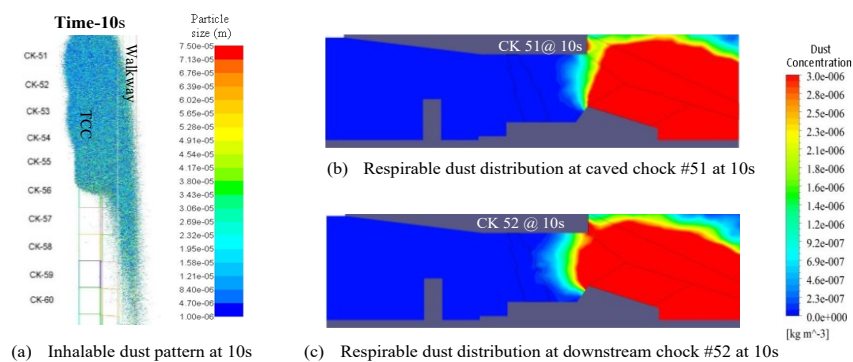 Time-10s
CK-51
CK-52
CK-53
CK-54
CK-55
CK-56
CK-57
CK-58
CK-59
CK-60
TCC
Walkway
Particle
size (m)
7.50e-05
7.13e-05
6.76e-05
6.39e-05
6.02e-05
5.65e-05
5.28e-05
4.91e-05
4.54e-05
4.17e-05
3.80e-05
3.43e-05
3.06e-05
2.69e-05
2.32e-05
1.95e-05
1.58e-05
1.21e-05
8.40e-06
4.70e-06
1.00e-06
(a) Inhalable dust pattern at 10s
CK 51@ 10s
(b) Respirable dust distribution at caved chock #51 at 10s
CK 52 @ 10s
(c) Respirable dust distribution at downstream chock #52 at 10s
Dust
Concentration
3.0e-006
2.8e-006
2.5e-006
2.3e-006
2.1e-006
1.8e-006
1.6e-006
1.4e-006
1.2e-006
9.2e-007
6.9e-007
4.6e-007
2.3e-007
0.0e+000
[kg m^-3]